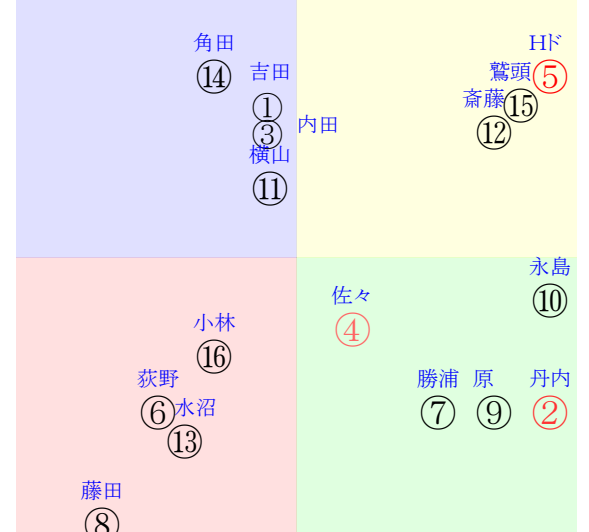 角田
⑭
吉田
①
③
内田
横山
⑪
Hド
鷲頭
⑤
斎藤
⑮
⑫
小林
⑯
荻野
⑥
水沼
⑬
藤田
⑧
佐々
④
永島
⑩
勝浦
⑦
原
⑨
丹内
②